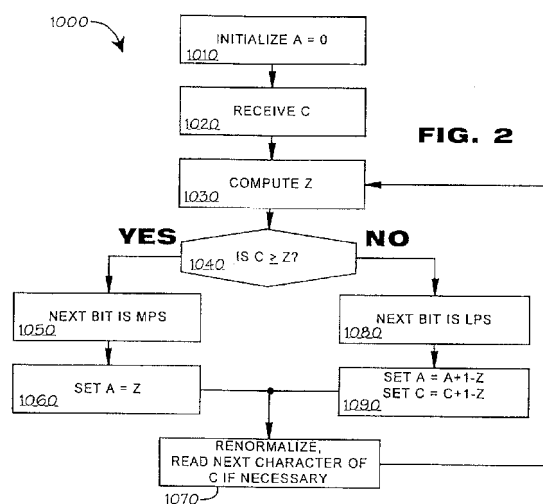 1000
INITIALIZE A = 0
1010
RECEIVE C
1020
FIG. 2
COMPUTE Z
1030
YES
NO
IS C ≥ Z?
1040
NEXT BIT IS MPS
1050
NEXT BIT IS LPS
1080
SET A = Z
1060
SET A = A+1-Z
SET C = C+1-Z
1090
RENORMALIZE,
READ NEXT CHARACTER OF
C IF NECESSARY
1070